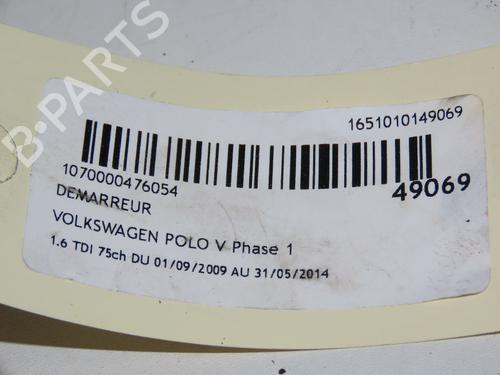 B-PARTS
1651010149069
1070000476054
49069
DEMARREUR
VOLKSWAGEN POLO V Phase 1
1.6 TDI 75ch DU 01/09/2009 AU 31/05/2014